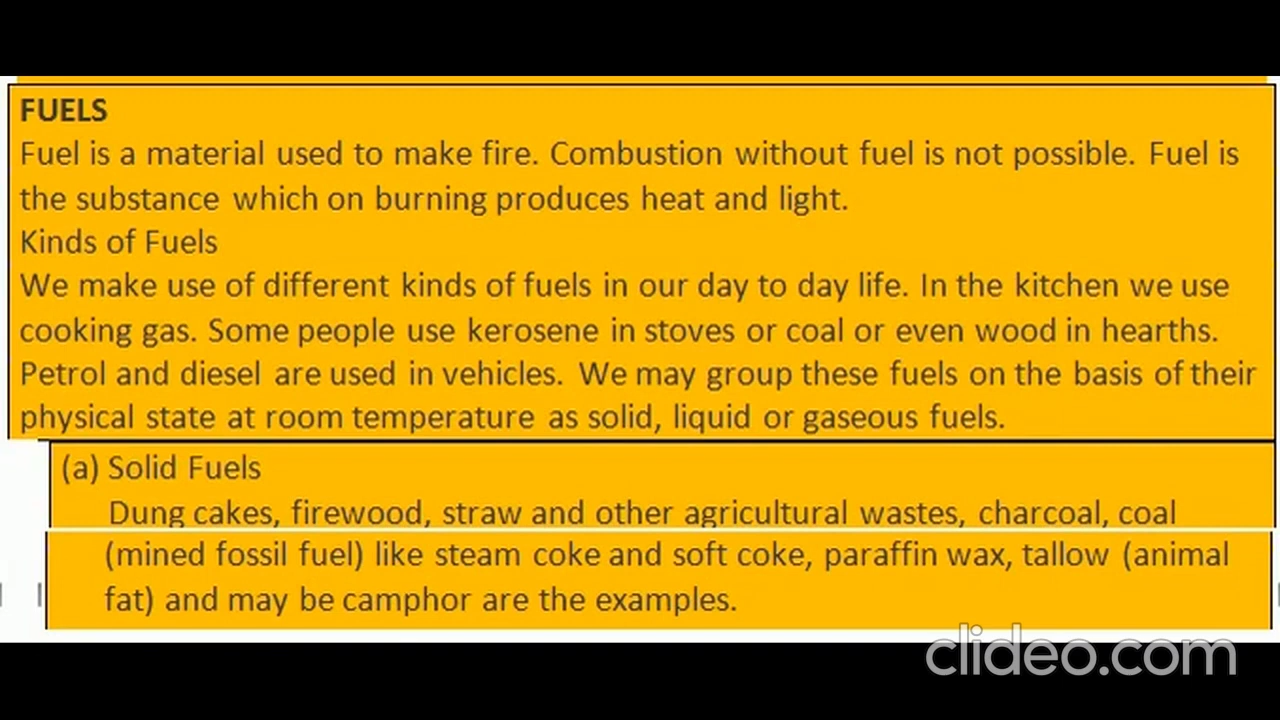 FUELS
Fuel is a material used to make fire. Combustion without fuel is not possible. Fuel is
the substance which on burning produces heat and light.
Kinds of Fuels
We make use of different kinds of fuels in our day to day life. In the kitchen we use
cooking gas. Some people use kerosene in stoves or coal or even wood in hearths.
Petrol and diesel are used in vehicles. We may group these fuels on the basis of their
physical state at room temperature as solid, liquid or gaseous fuels.
(a) Solid Fuels
Dung cakes, firewood, straw and other agricultural wastes, charcoal, coal
(mined fossil fuel) like steam coke and soft coke, paraffin wax, tallow (animal
fat) and may be camphor are the examples.
clideo.com